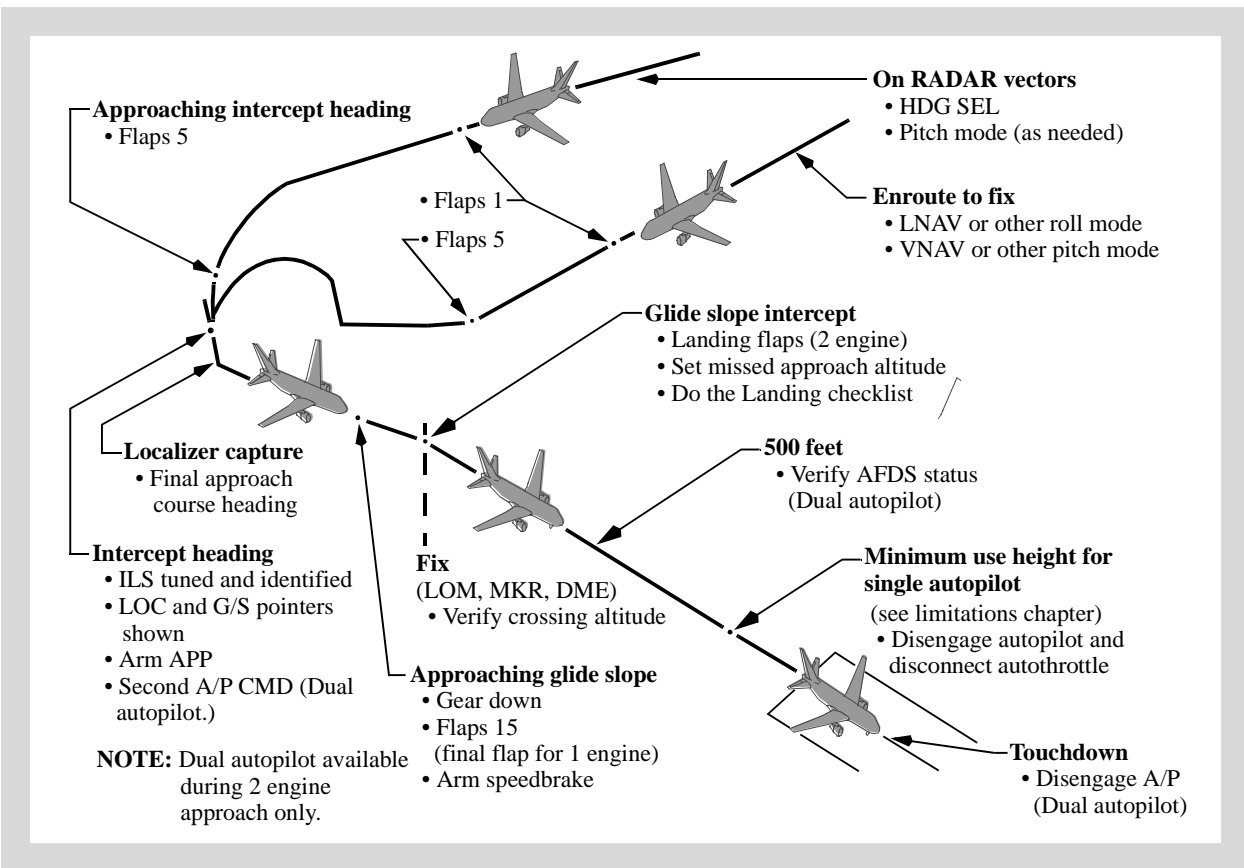 On RADAR vectors
• HDG SEL
• Pitch mode (as needed)
Approaching intercept heading
• Flaps 5
Enroute to fix
• LNAV or other roll mode
• VNAV or other pitch mode
• Flaps 1
• Flaps 5
Glide slope intercept
• Landing flaps (2 engine)
• Set missed approach altitude
• Do the Landing checklist
Localizer capture
• Final approach
course heading
500 feet
• Verify AFDS status
(Dual autopilot)
Intercept heading
• ILS tuned and identified
• LOC and G/S pointers
shown
• Arm APP
• Second A/P CMD (Dual
autopilot.)
Fix
(LOM, MKR, DME)
• Verify crossing altitude
Minimum use height for
single autopilot
(see limitations chapter)
• Disengage autopilot and
disconnect autothrottle
Approaching glide slope
• Gear down
• Flaps 15
(final flap for 1 engine)
• Arm speedbrake
NOTE: Dual autopilot available
during 2 engine
approach only.
Touchdown
• Disengage A/P
(Dual autopilot)